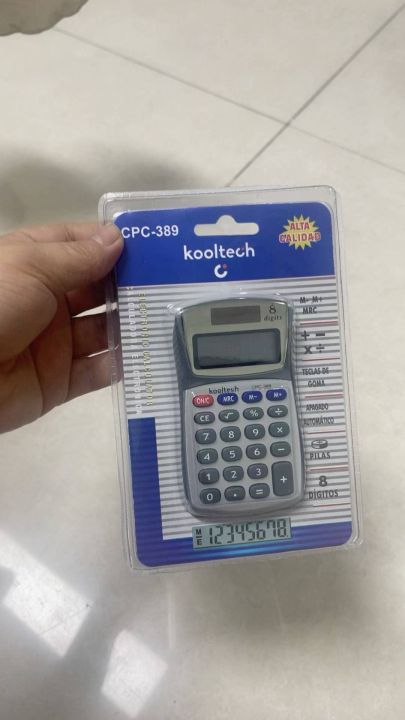 CPC-389
ALTA
CALIDAD
kooltech
8
digits
M- M+
MRC
+ -
x ÷
TECLAS DE
GOMA
APAGADO
AUTOMÁTICO
PILAS
8
DÍGITOS
kooltech CPC-389
ON/C MRC M- M+
CE √ % ÷
7 8 9 ×
4 5 6 -
1 2 3 +
0 . =
M
E
12345678